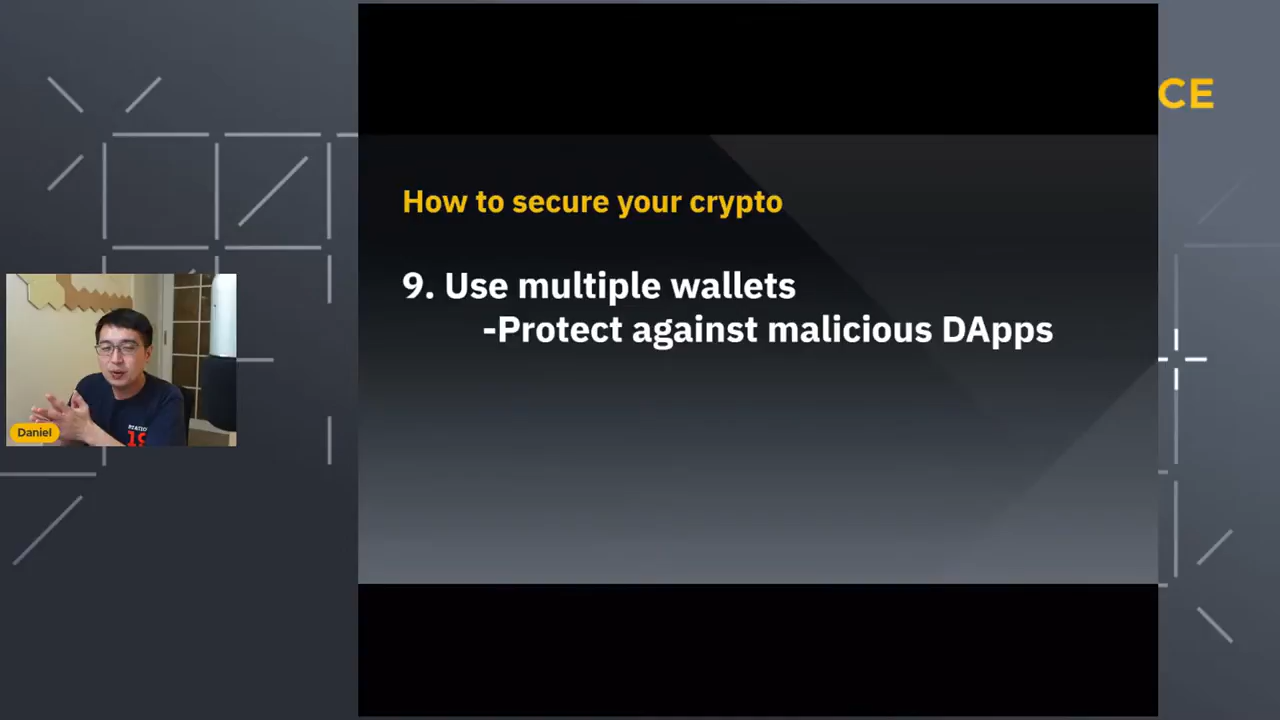 CE
How to secure your crypto
9. Use multiple wallets
-Protect against malicious DApps
Daniel